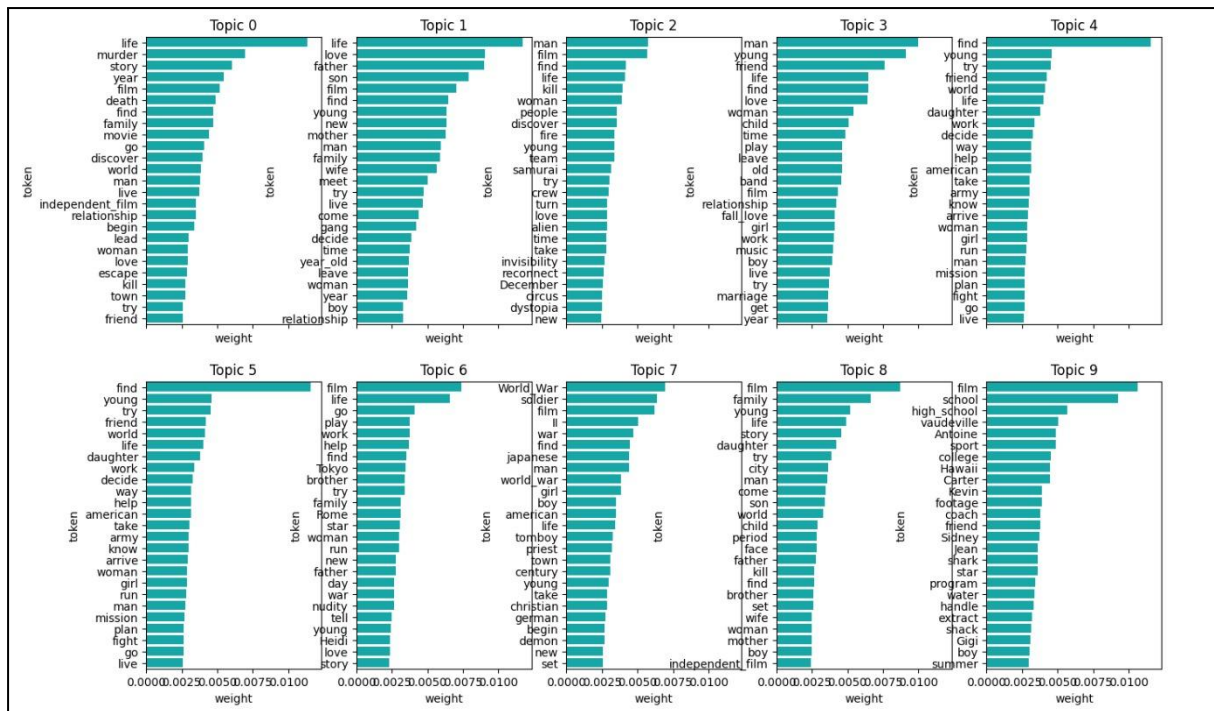 Topic 0
life
murder
story
year
film
death
find
family
movie
go
discover
world
man
live
independent_film
relationship
begin
lead
woman
love
escape
kill
town
try
friend
token
weight
Topic 1
life
love
father
son
film
find
young
new
mother
man
family
wife
meet
try
live
come
gang
decide
time
year_old
leave
woman
year
boy
relationship
token
weight
Topic 2
man
film
find
life
kill
woman
people
discover
fire
young
team
samurai
try
crew
turn
love
alien
time
take
invisibility
reconnect
December
circus
dystopia
new
token
weight
Topic 3
man
young
friend
life
find
love
woman
child
time
play
leave
old
band
film
relationship
fall_love
girl
work
music
boy
live
try
marriage
get
year
token
weight
Topic 4
find
young
try
friend
world
life
daughter
work
decide
way
help
american
take
army
know
arrive
woman
girl
run
man
mission
plan
fight
go
live
token
weight
Topic 5
find
young
try
friend
world
life
daughter
work
decide
way
help
american
take
army
know
arrive
woman
girl
run
man
mission
plan
fight
go
live
token
0.0000 0.0025 0.0050 0.0075 0.0100
weight
Topic 6
film
life
go
play
work
help
find
Tokyo
brother
try
family
Rome
star
woman
run
new
father
day
war
nudity
tell
young
Heidi
love
story
token
0.0000 0.0025 0.0050 0.0075 0.0100
weight
Topic 7
World_War
soldier
film
II
war
find
japanese
man
world_war
girl
boy
american
life
tomboy
priest
town
century
young
take
christian
german
begin
demon
new
set
token
0.0000 0.0025 0.0050 0.0075 0.0100
weight
Topic 8
film
family
young
life
story
daughter
try
city
man
come
son
world
child
period
face
father
kill
find
brother
set
wife
woman
mother
boy
independent_film
token
0.0000 0.0025 0.0050 0.0075 0.0100
weight
Topic 9
film
school
high_school
vaudeville
Antoine
sport
college
Hawaii
Carter
Kevin
footage
coach
friend
Sidney
Jean
shark
star
program
water
handle
extract
shack
Gigi
boy
summer
token
0.0000 0.0025 0.0050 0.0075 0.0100
weight